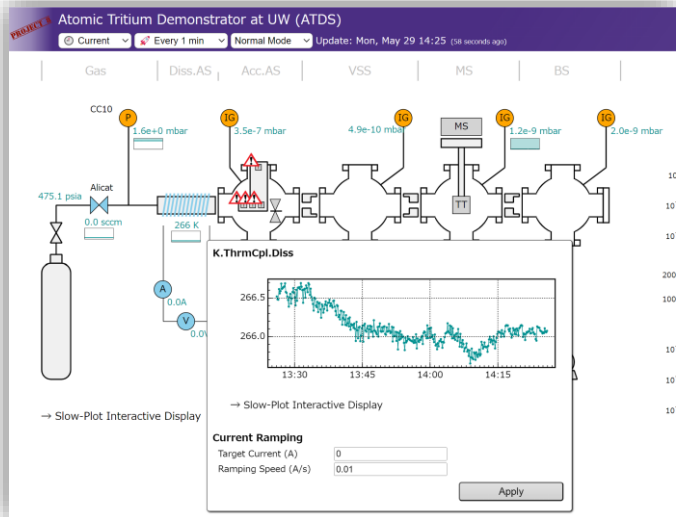 PROJECT 8
Atomic Tritium Demonstrator at UW (ATDS)
Current Every 1 min Normal Mode Update: Mon, May 29 14:25 (58 seconds ago)
Gas Diss.AS Acc.AS VSS MS BS
CC10
P IG IG IG IG
MS
1.6e+0 mbar 3.5e-7 mbar 4.9e-10 mba 1.2e-9 mbar 2.0e-9 mbar
475.1 psia Alicat
TT
0.0 sccm
266 K
K.ThrmCpl.Diss
266.5
266.0
13:30 13:45 14:00 14:15
A
0.0A
V
0.0V
200
100
→ Slow-Plot Interactive Display
→ Slow-Plot Interactive Display
Current Ramping
Target Current (A) 0
Ramping Speed (A/s) 0.01
Apply